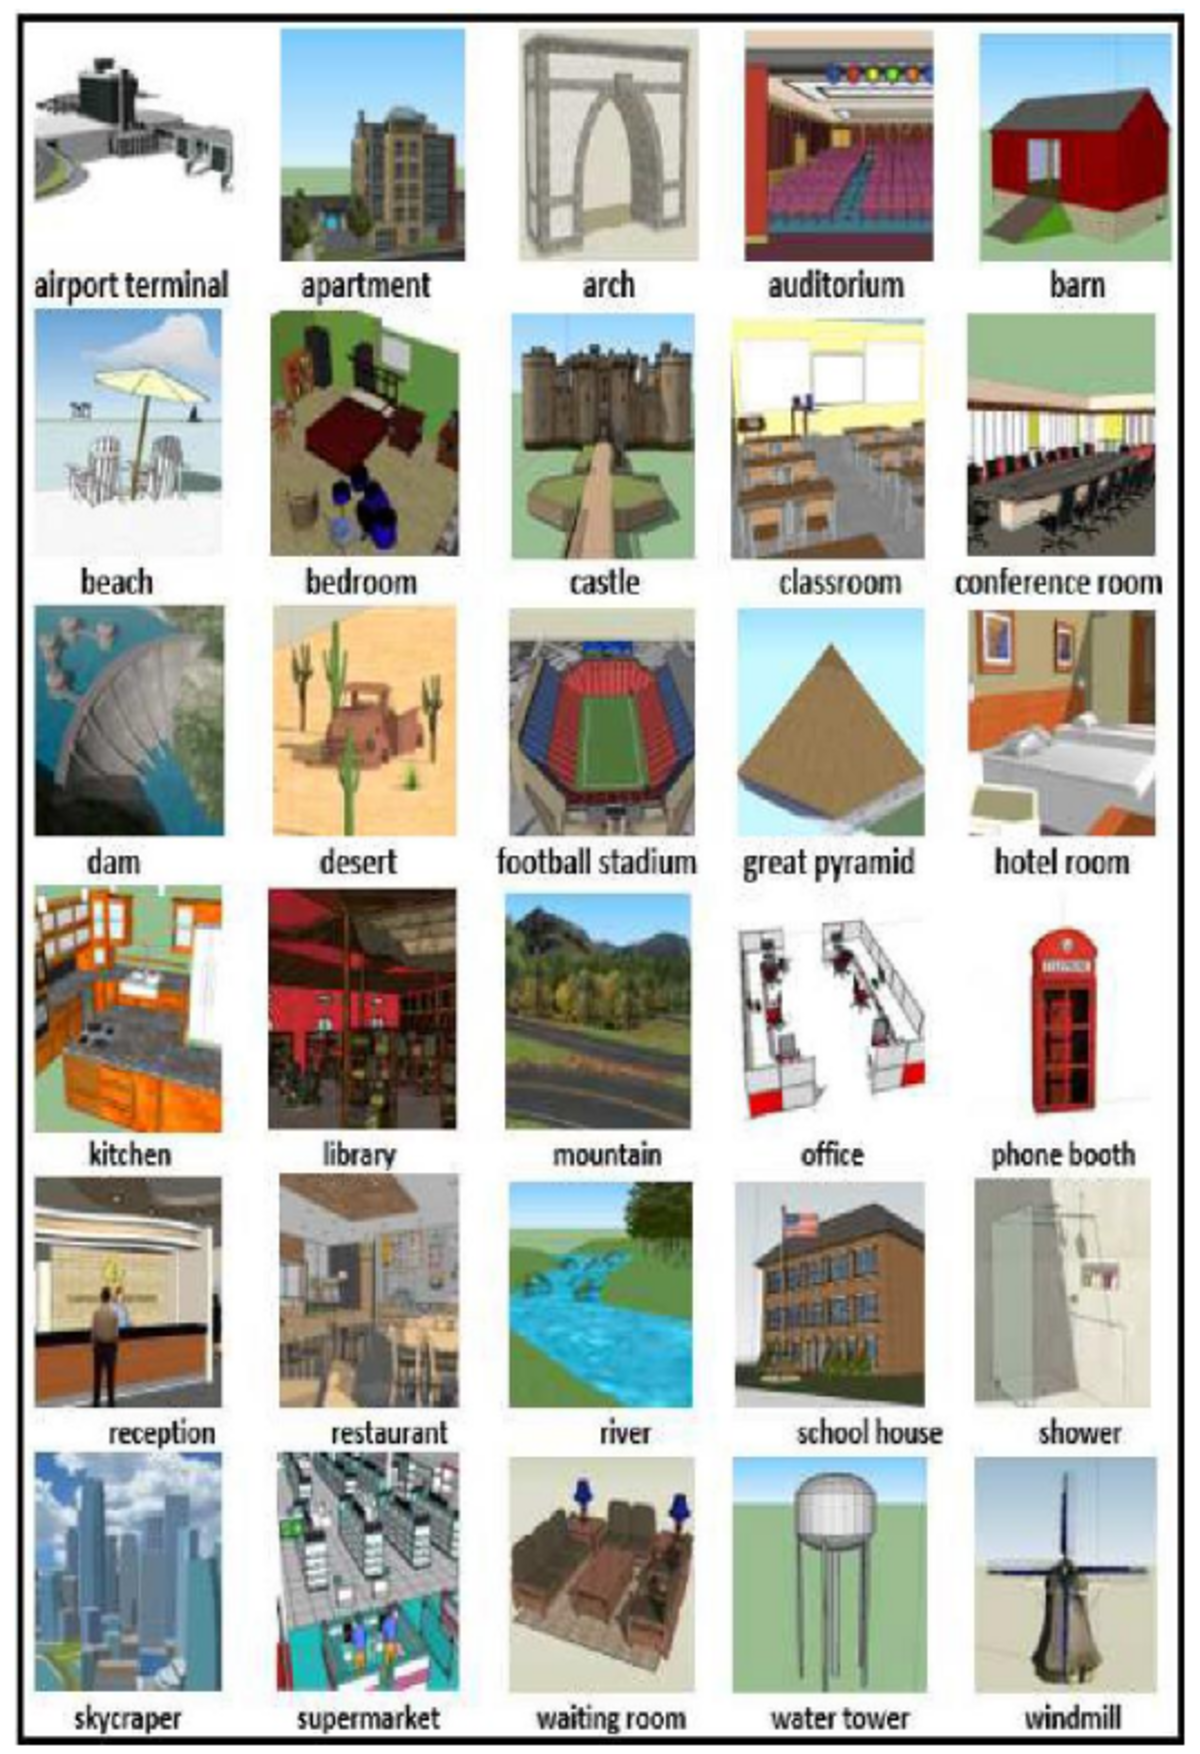 airport terminal
apartment
arch
auditorium
barn
beach
bedroom
castle
classroom
conference room
dam
desert
football stadium
great pyramid
hotel room
kitchen
library
mountain
office
phone booth
reception
restaurant
river
school house
shower
skycraper
supermarket
waiting room
water tower
windmill